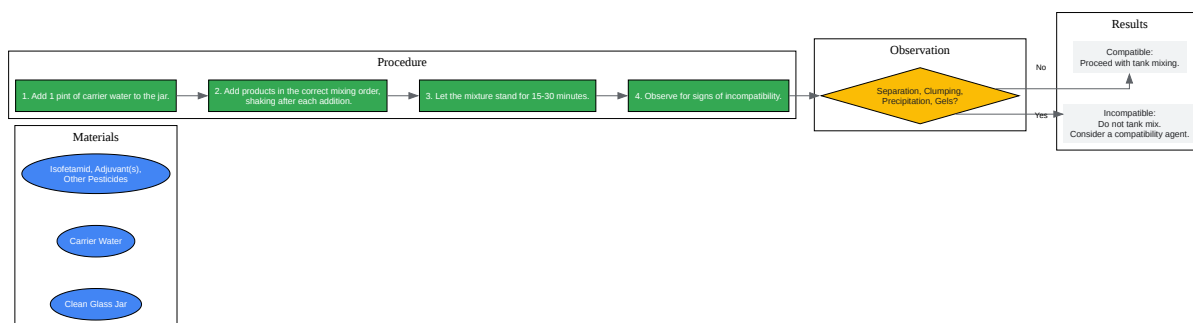 Procedure
1. Add 1 pint of carrier water to the jar.
2. Add products in the correct mixing order,
shaking after each addition.
3. Let the mixture stand for 15-30 minutes.
4. Observe for signs of incompatibility.
Observation
Separation, Clumping,
Precipitation, Gels?
No
Yes
Results
Compatible:
Proceed with tank mixing.
Incompatible:
Do not tank mix.
Consider a compatibility agent.
Materials
Isofetamid, Adjuvant(s),
Other Pesticides
Carrier Water
Clean Glass Jar